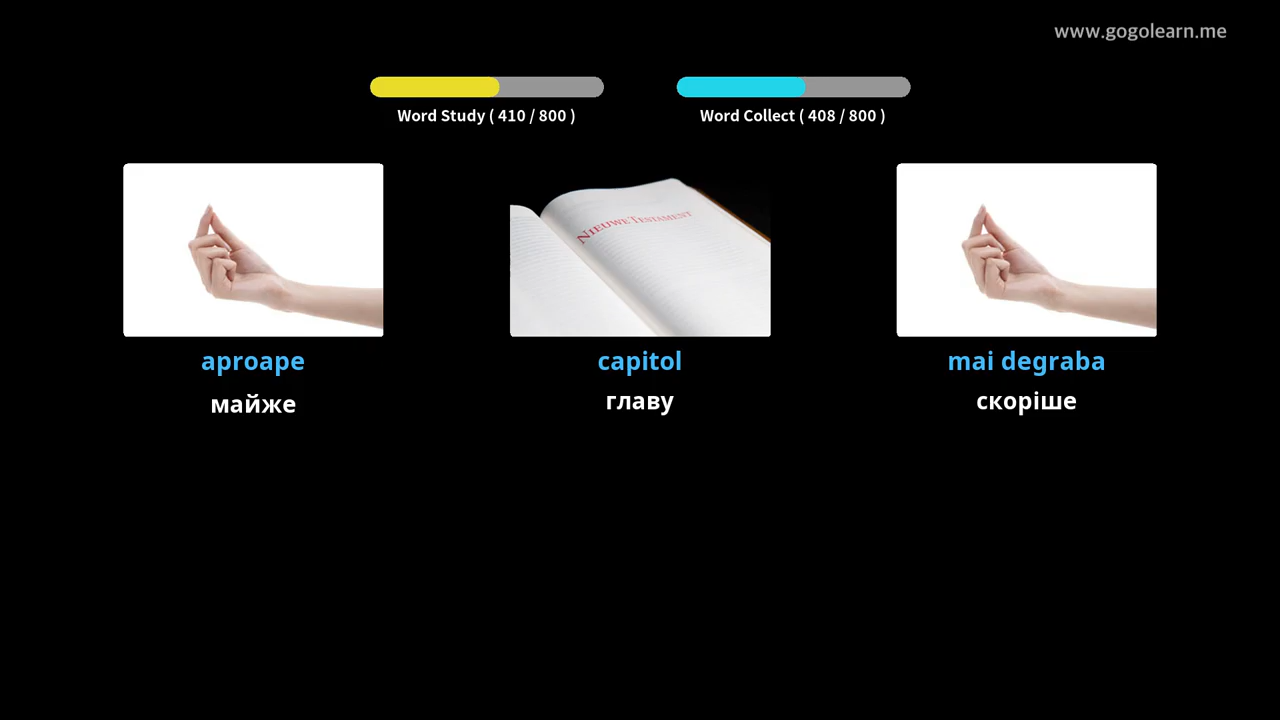 www.gogolearn.me
Word Study ( 410 / 800 )
Word Collect ( 408 / 800 )
NIEUWE TESTAMENT
aproape
capitol
mai degraba
майже
главу
скоріше